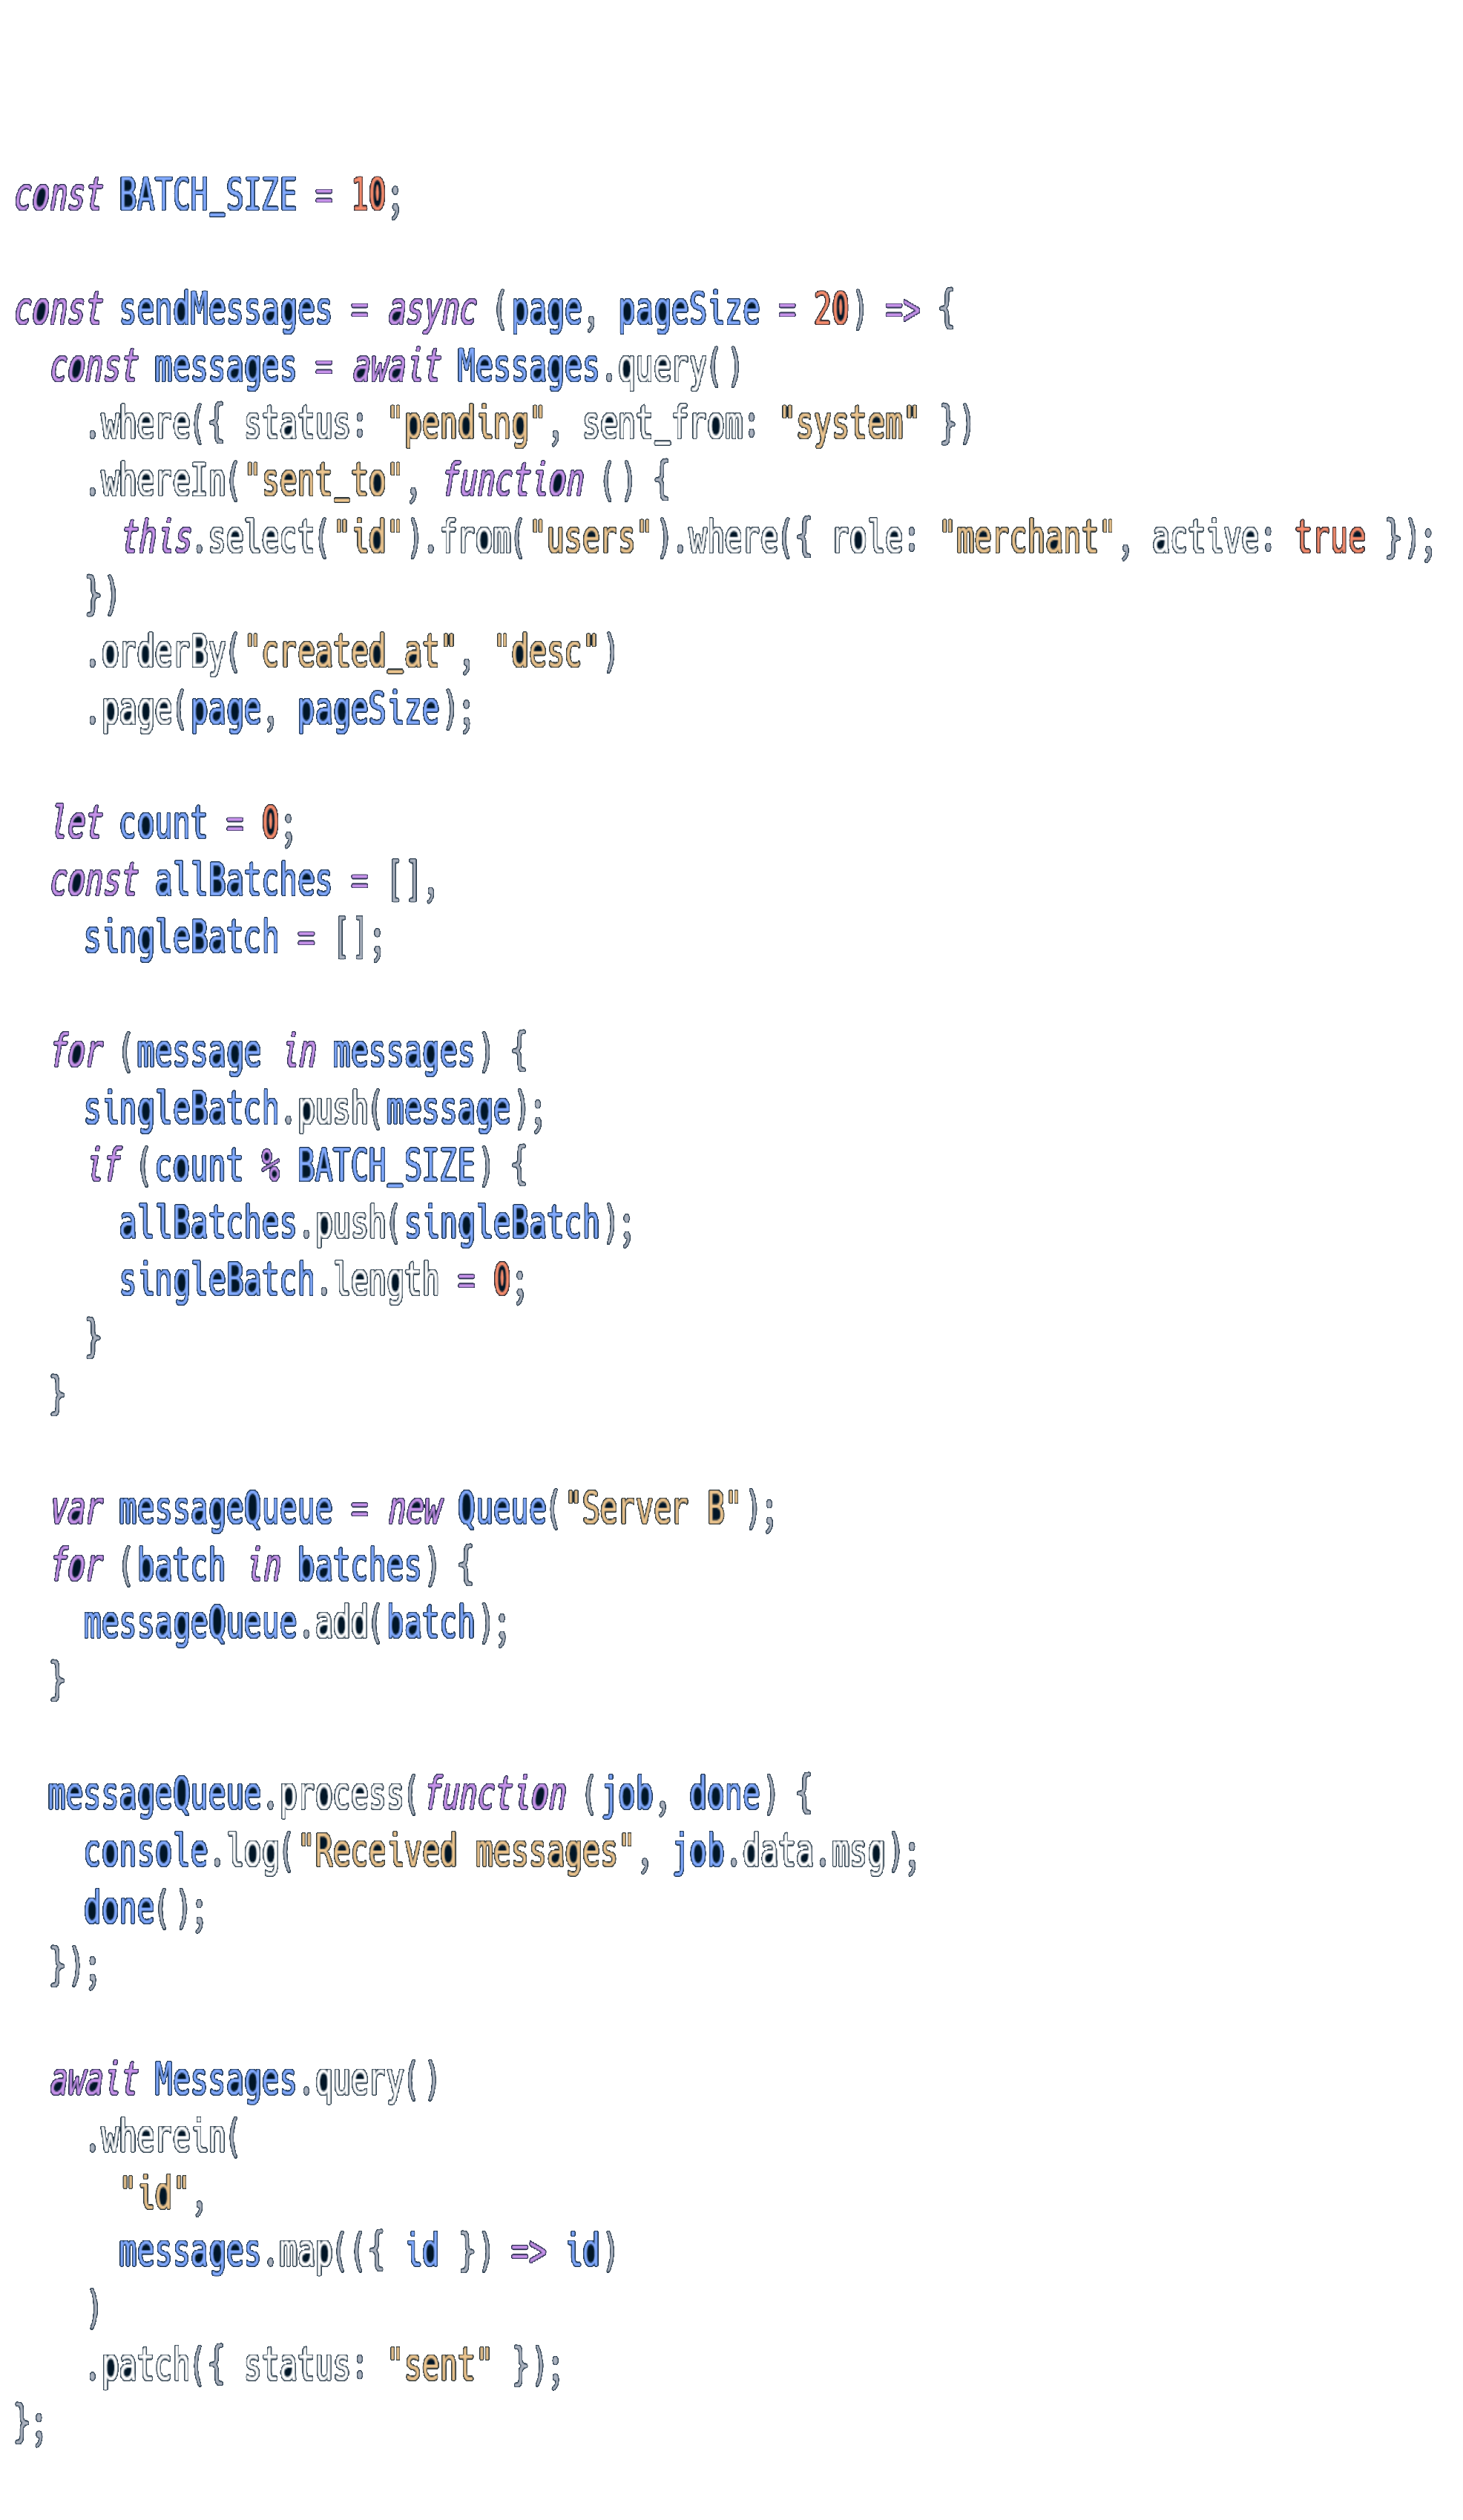 const BATCH_SIZE = 10;

const sendMessages = async (page, pageSize = 20) => {
  const messages = await Messages.query()
    .where({ status: "pending", sent_from: "system" })
    .whereIn("sent_to", function () {
      this.select("id").from("users").where({ role: "merchant", active: true });
    })
    .orderBy("created_at", "desc")
    .page(page, pageSize);

  let count = 0;
  const allBatches = [],
    singleBatch = [];

  for (message in messages) {
    singleBatch.push(message);
    if (count % BATCH_SIZE) {
      allBatches.push(singleBatch);
      singleBatch.length = 0;
    }
  }

  var messageQueue = new Queue("Server B");
  for (batch in batches) {
    messageQueue.add(batch);
  }

  messageQueue.process(function (job, done) {
    console.log("Received messages", job.data.msg);
    done();
  });

  await Messages.query()
    .wherein(
      "id",
      messages.map(({ id }) => id)
    )
    .patch({ status: "sent" });
};